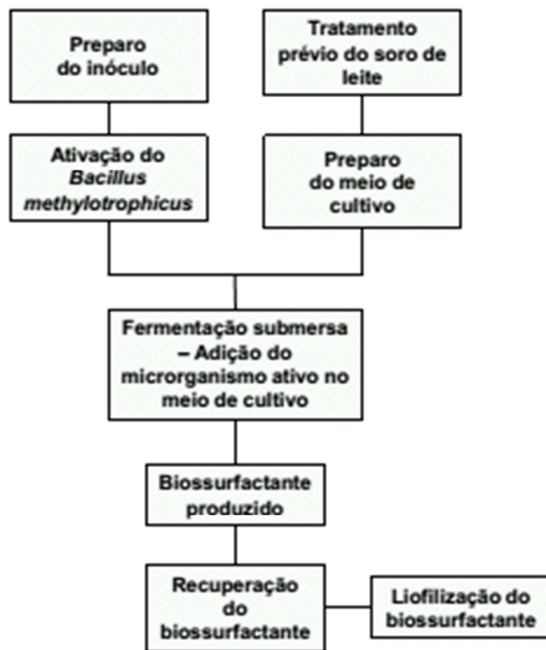 Preparo
do inóculo
Tratamento
prévio do soro de
leite
Ativação do
Bacillus
methylotrophicus
Preparo
do meio de
cultivo
Fermentação submersa
– Adição do
microrganismo ativo no
meio de cultivo
Biossurfactante
produzido
Recuperação
do
biossurfactante
Liofilização do
biossurfactante